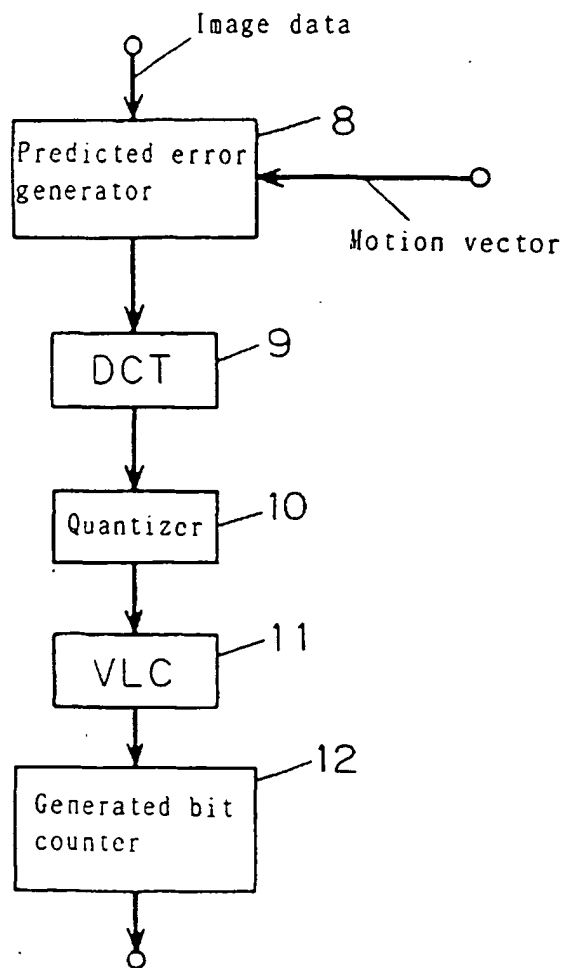 Image data
8
Predicted error
generator
Motion vector
9
DCT
10
Quantizer
11
VLC
12
Generated bit
counter